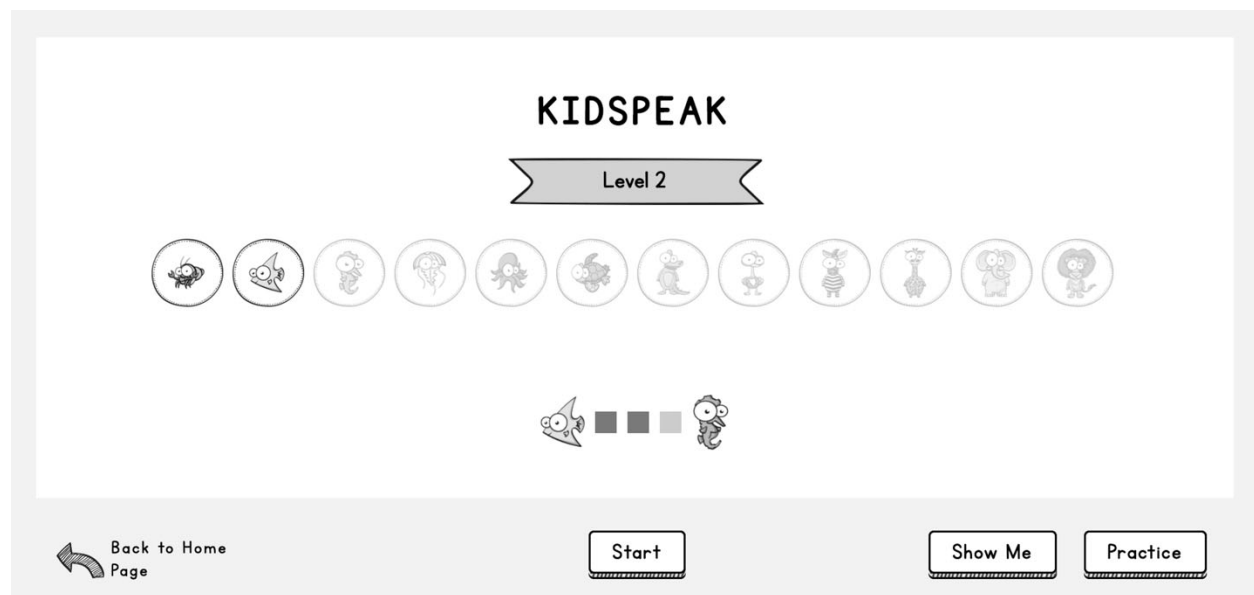 KIDSPEAK
Level 2
Back to Home
Page
Start
Show Me
Practice